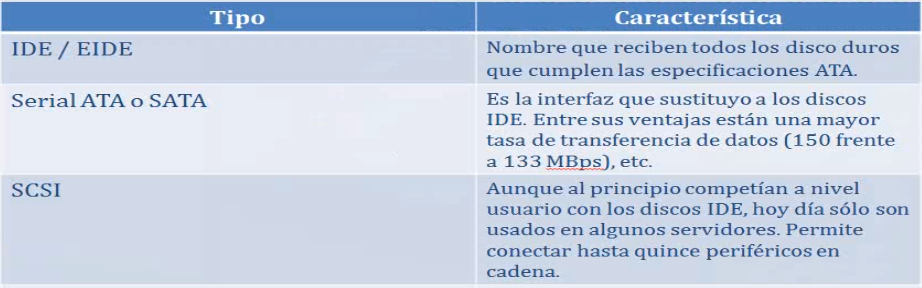 Tipo
Característica
IDE / EIDE
Nombre que reciben todos los disco duros
que cumplen las especificaciones ATA.
Serial ATA o SATA
Es la interfaz que sustituyo a los discos
IDE. Entre sus ventajas están una mayor
tasa de transferencia de datos (150 frente
a 133 MBps), etc.
SCSI
Aunque al principio competían a nivel
usuario con los discos IDE, hoy día sólo son
usados en algunos servidores. Permite
conectar hasta quince periféricos en
cadena.